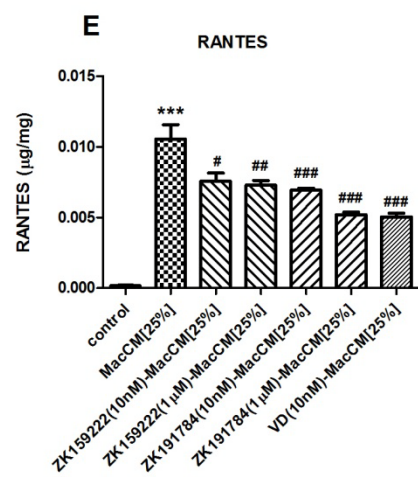 E
RANTES
RANTES (μg/mg)
0.015
0.010
0.005
0.000
***
#
##
###
###
###
control
MacCM[25%]
ZK159222(10nM)-MacCM[25%]
ZK159222(1 μM)-MacCM[25%]
ZK191784(10nM)-MacCM[25%]
ZK191784(1 μM)-MacCM[25%]
VD(10nM)-MacCM[25%]